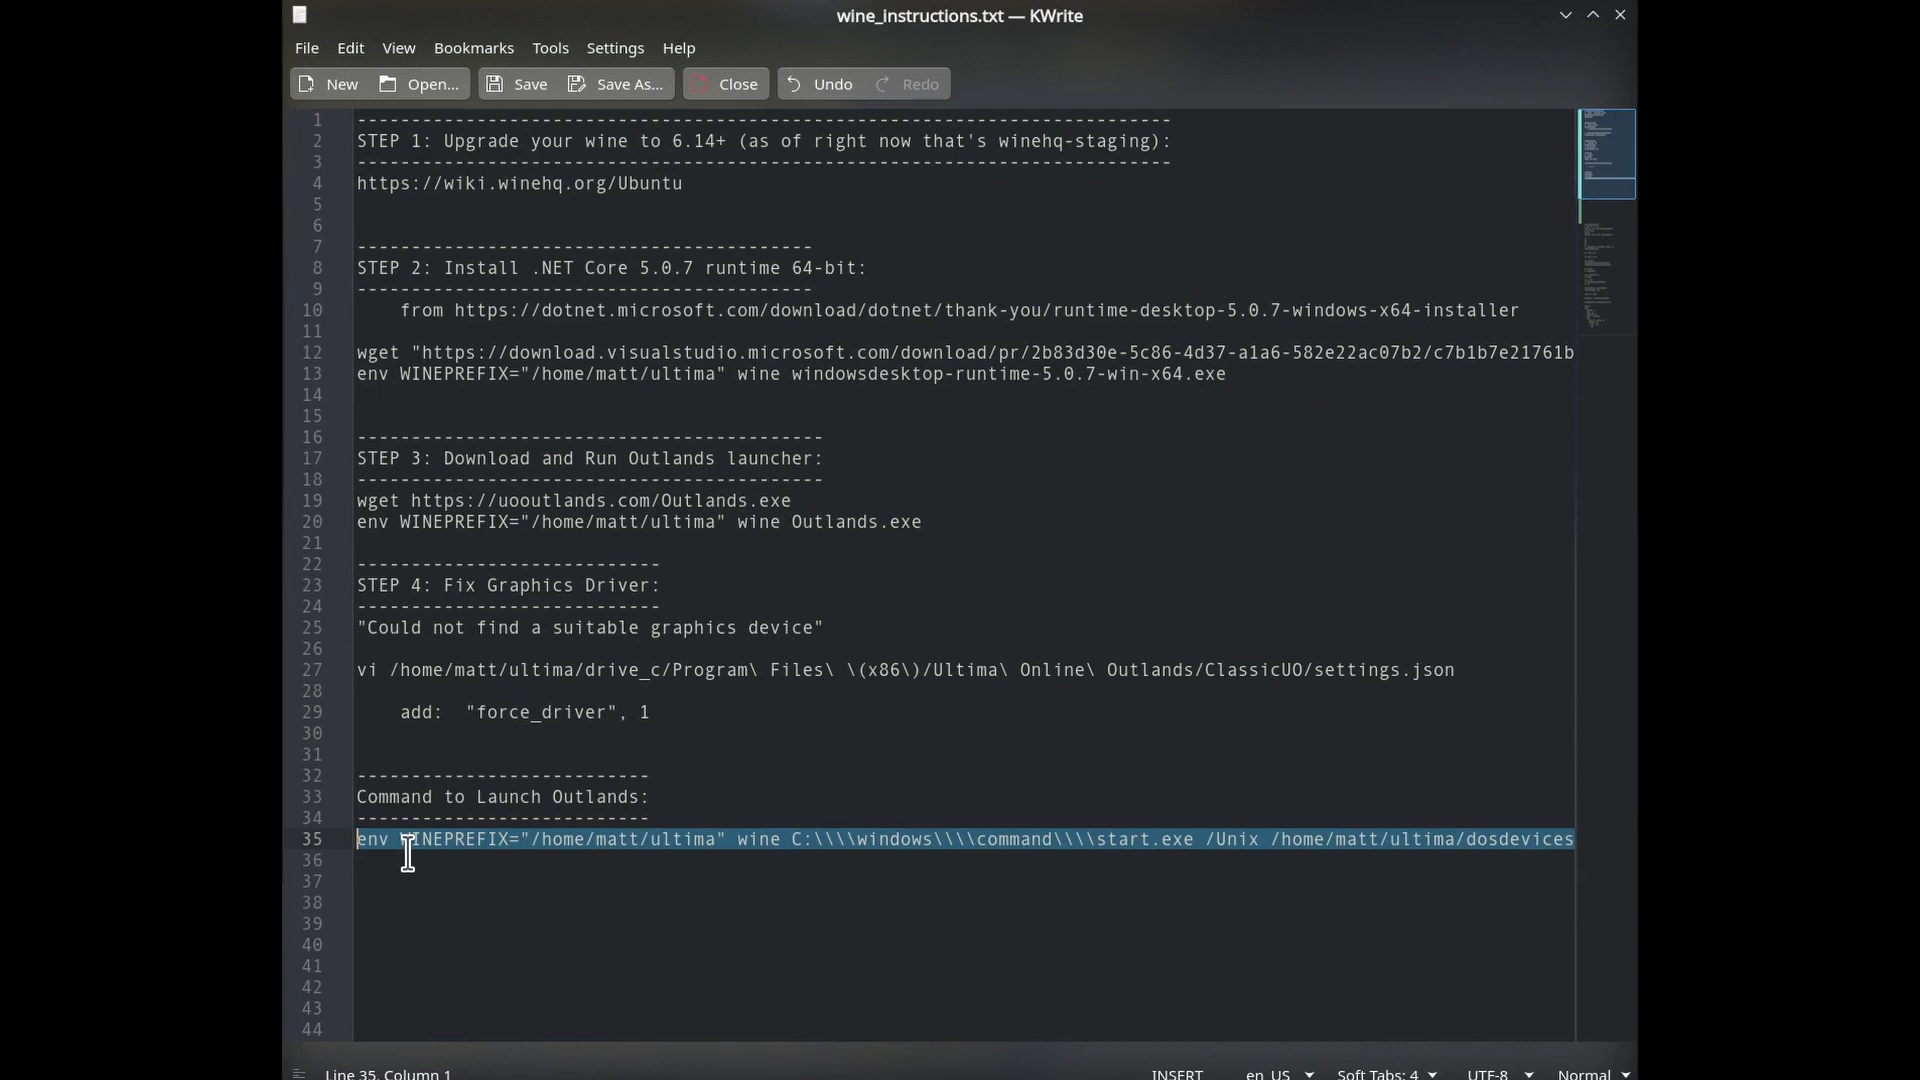 wine_instructions.txt — KWrite
File Edit View Bookmarks Tools Settings Help
New Open... Save Save As... Close Undo Redo
1 ---------------------------------------------------------------------------
2 STEP 1: Upgrade your wine to 6.14+ (as of right now that's winehq-staging):
3 ---------------------------------------------------------------------------
4 https://wiki.winehq.org/Ubuntu
5
6
7 ------------------------------------------
8 STEP 2: Install .NET Core 5.0.7 runtime 64-bit:
9 ------------------------------------------
10     from https://dotnet.microsoft.com/download/dotnet/thank-you/runtime-desktop-5.0.7-windows-x64-installer
11
12 wget "https://download.visualstudio.microsoft.com/download/pr/2b83d30e-5c86-4d37-a1a6-582e22ac07b2/c7b1b7e21761b
13 env WINEPREFIX="/home/matt/ultima" wine windowsdesktop-runtime-5.0.7-win-x64.exe
14
15
16 -------------------------------------------
17 STEP 3: Download and Run Outlands launcher:
18 -------------------------------------------
19 wget https://uooutlands.com/Outlands.exe
20 env WINEPREFIX="/home/matt/ultima" wine Outlands.exe
21
22 ----------------------------
23 STEP 4: Fix Graphics Driver:
24 ----------------------------
25 "Could not find a suitable graphics device"
26
27 vi /home/matt/ultima/drive_c/Program\ Files\ \(x86\)/Ultima\ Online\ Outlands/ClassicUO/settings.json
28
29     add:  "force_driver", 1
30
31
32 ---------------------------
33 Command to Launch Outlands:
34 ---------------------------
35 env WINEPREFIX="/home/matt/ultima" wine C:\\\\windows\\\\command\\\\start.exe /Unix /home/matt/ultima/dosdevices
36
37
38
39
40
41
42
43
44
Line 35, Column 1 INSERT en_US Soft Tabs: 4 UTF-8 Normal